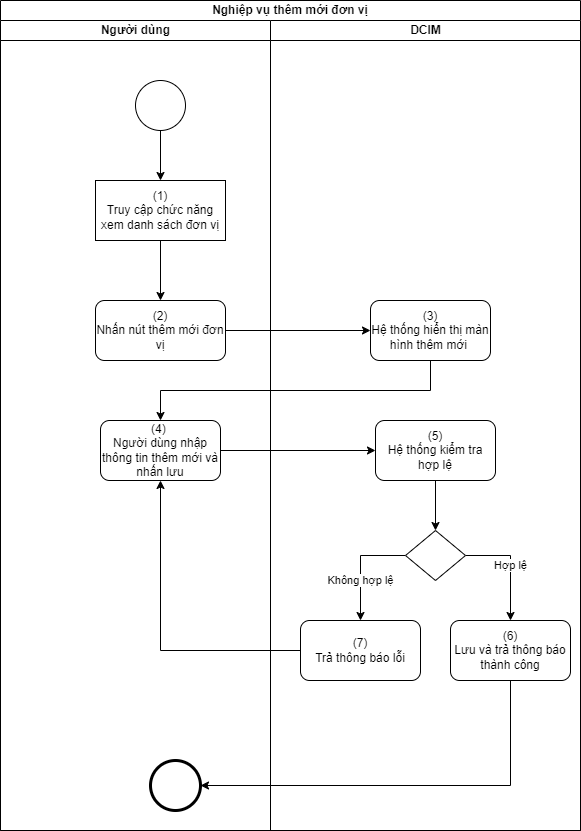 Nghiệp vụ thêm mới đơn vị
Người dùng
DCIM
(1)
Truy cập chức năng
xem danh sách đơn vị
(2)
Nhấn nút thêm mới đơn
vị
(3)
Hệ thống hiển thị màn
hình thêm mới
(4)
Người dùng nhập
thông tin thêm mới và
nhấn lưu
(5)
Hệ thống kiểm tra
hợp lệ
Hợp lệ
Không hợp lệ
(6)
Lưu và trả thông báo
thành công
(7)
Trả thông báo lỗi